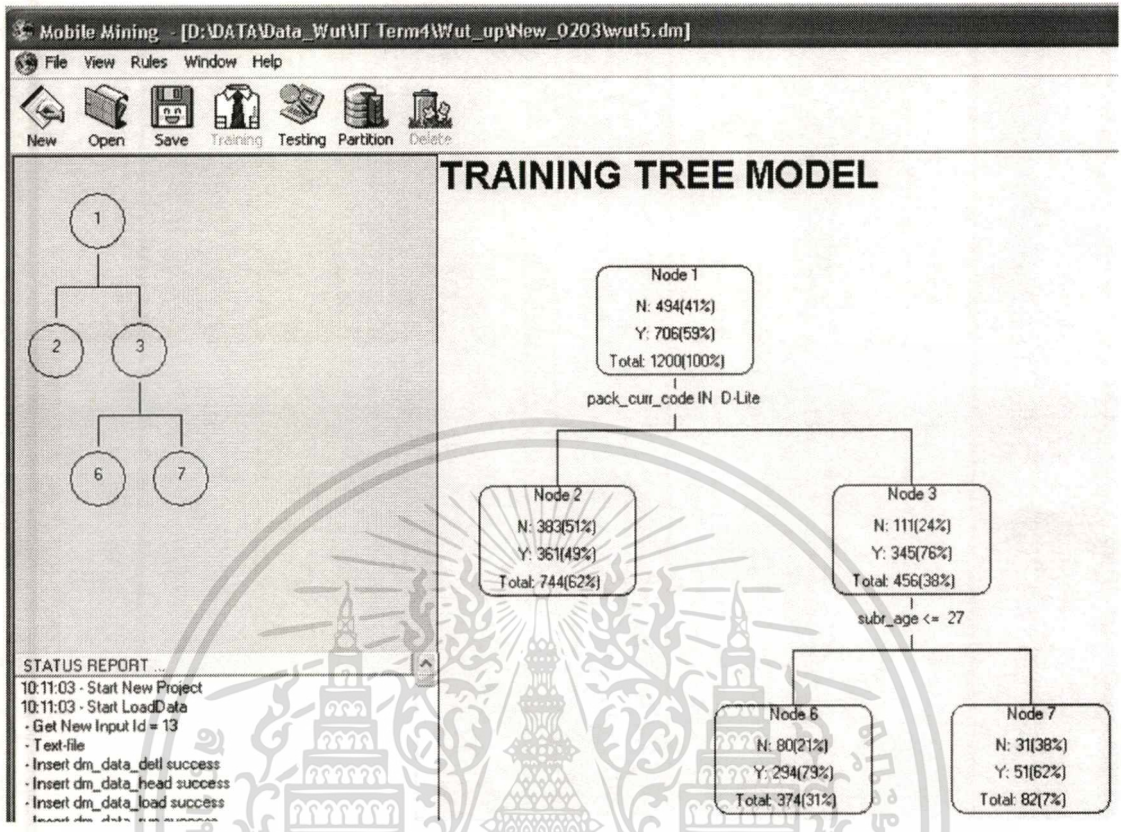 Mobile Mining - [D:\DATA\Data_Wut\IT Term4\Wut_up\New_0203\wut5.dm]
File View Rules Window Help
New Open Save Training Testing Partition Delete
TRAINING TREE MODEL
1
2
3
6
7
Node 1
N: 494(41%)
Y: 706(59%)
Total: 1200(100%)
pack_curr_code IN D-Lite
Node 2
N: 383(51%)
Y: 361(49%)
Total: 744(62%)
Node 3
N: 111(24%)
Y: 345(76%)
Total: 456(38%)
subr_age <= 27
Node 6
N: 80(21%)
Y: 294(79%)
Total: 374(31%)
Node 7
N: 31(38%)
Y: 51(62%)
Total: 82(7%)
STATUS REPORT ...
10:11:03 - Start New Project
10:11:03 - Start LoadData
- Get New Input Id = 13
- Text-file
- Insert dm_data_detl success
- Insert dm_data_head success
- Insert dm_data_load success
- Insert dm_data_run success